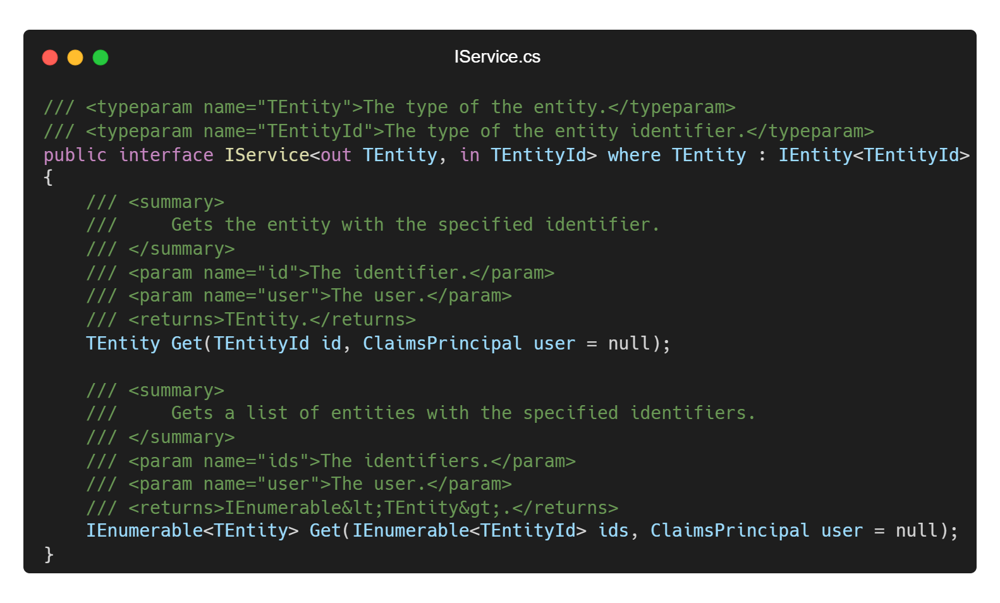 IService.cs
/// <typeparam name="TEntity">The type of the entity.</typeparam>
/// <typeparam name="TEntityId">The type of the entity identifier.</typeparam>
public interface IService<out TEntity, in TEntityId> where TEntity : IEntity<TEntityId>
{
    /// <summary>
    ///     Gets the entity with the specified identifier.
    /// </summary>
    /// <param name="id">The identifier.</param>
    /// <param name="user">The user.</param>
    /// <returns>TEntity.</returns>
    TEntity Get(TEntityId id, ClaimsPrincipal user = null);

    /// <summary>
    ///     Gets a list of entities with the specified identifiers.
    /// </summary>
    /// <param name="ids">The identifiers.</param>
    /// <param name="user">The user.</param>
    /// <returns>IEnumerable&lt;TEntity&gt;.</returns>
    IEnumerable<TEntity> Get(IEnumerable<TEntityId> ids, ClaimsPrincipal user = null);
}